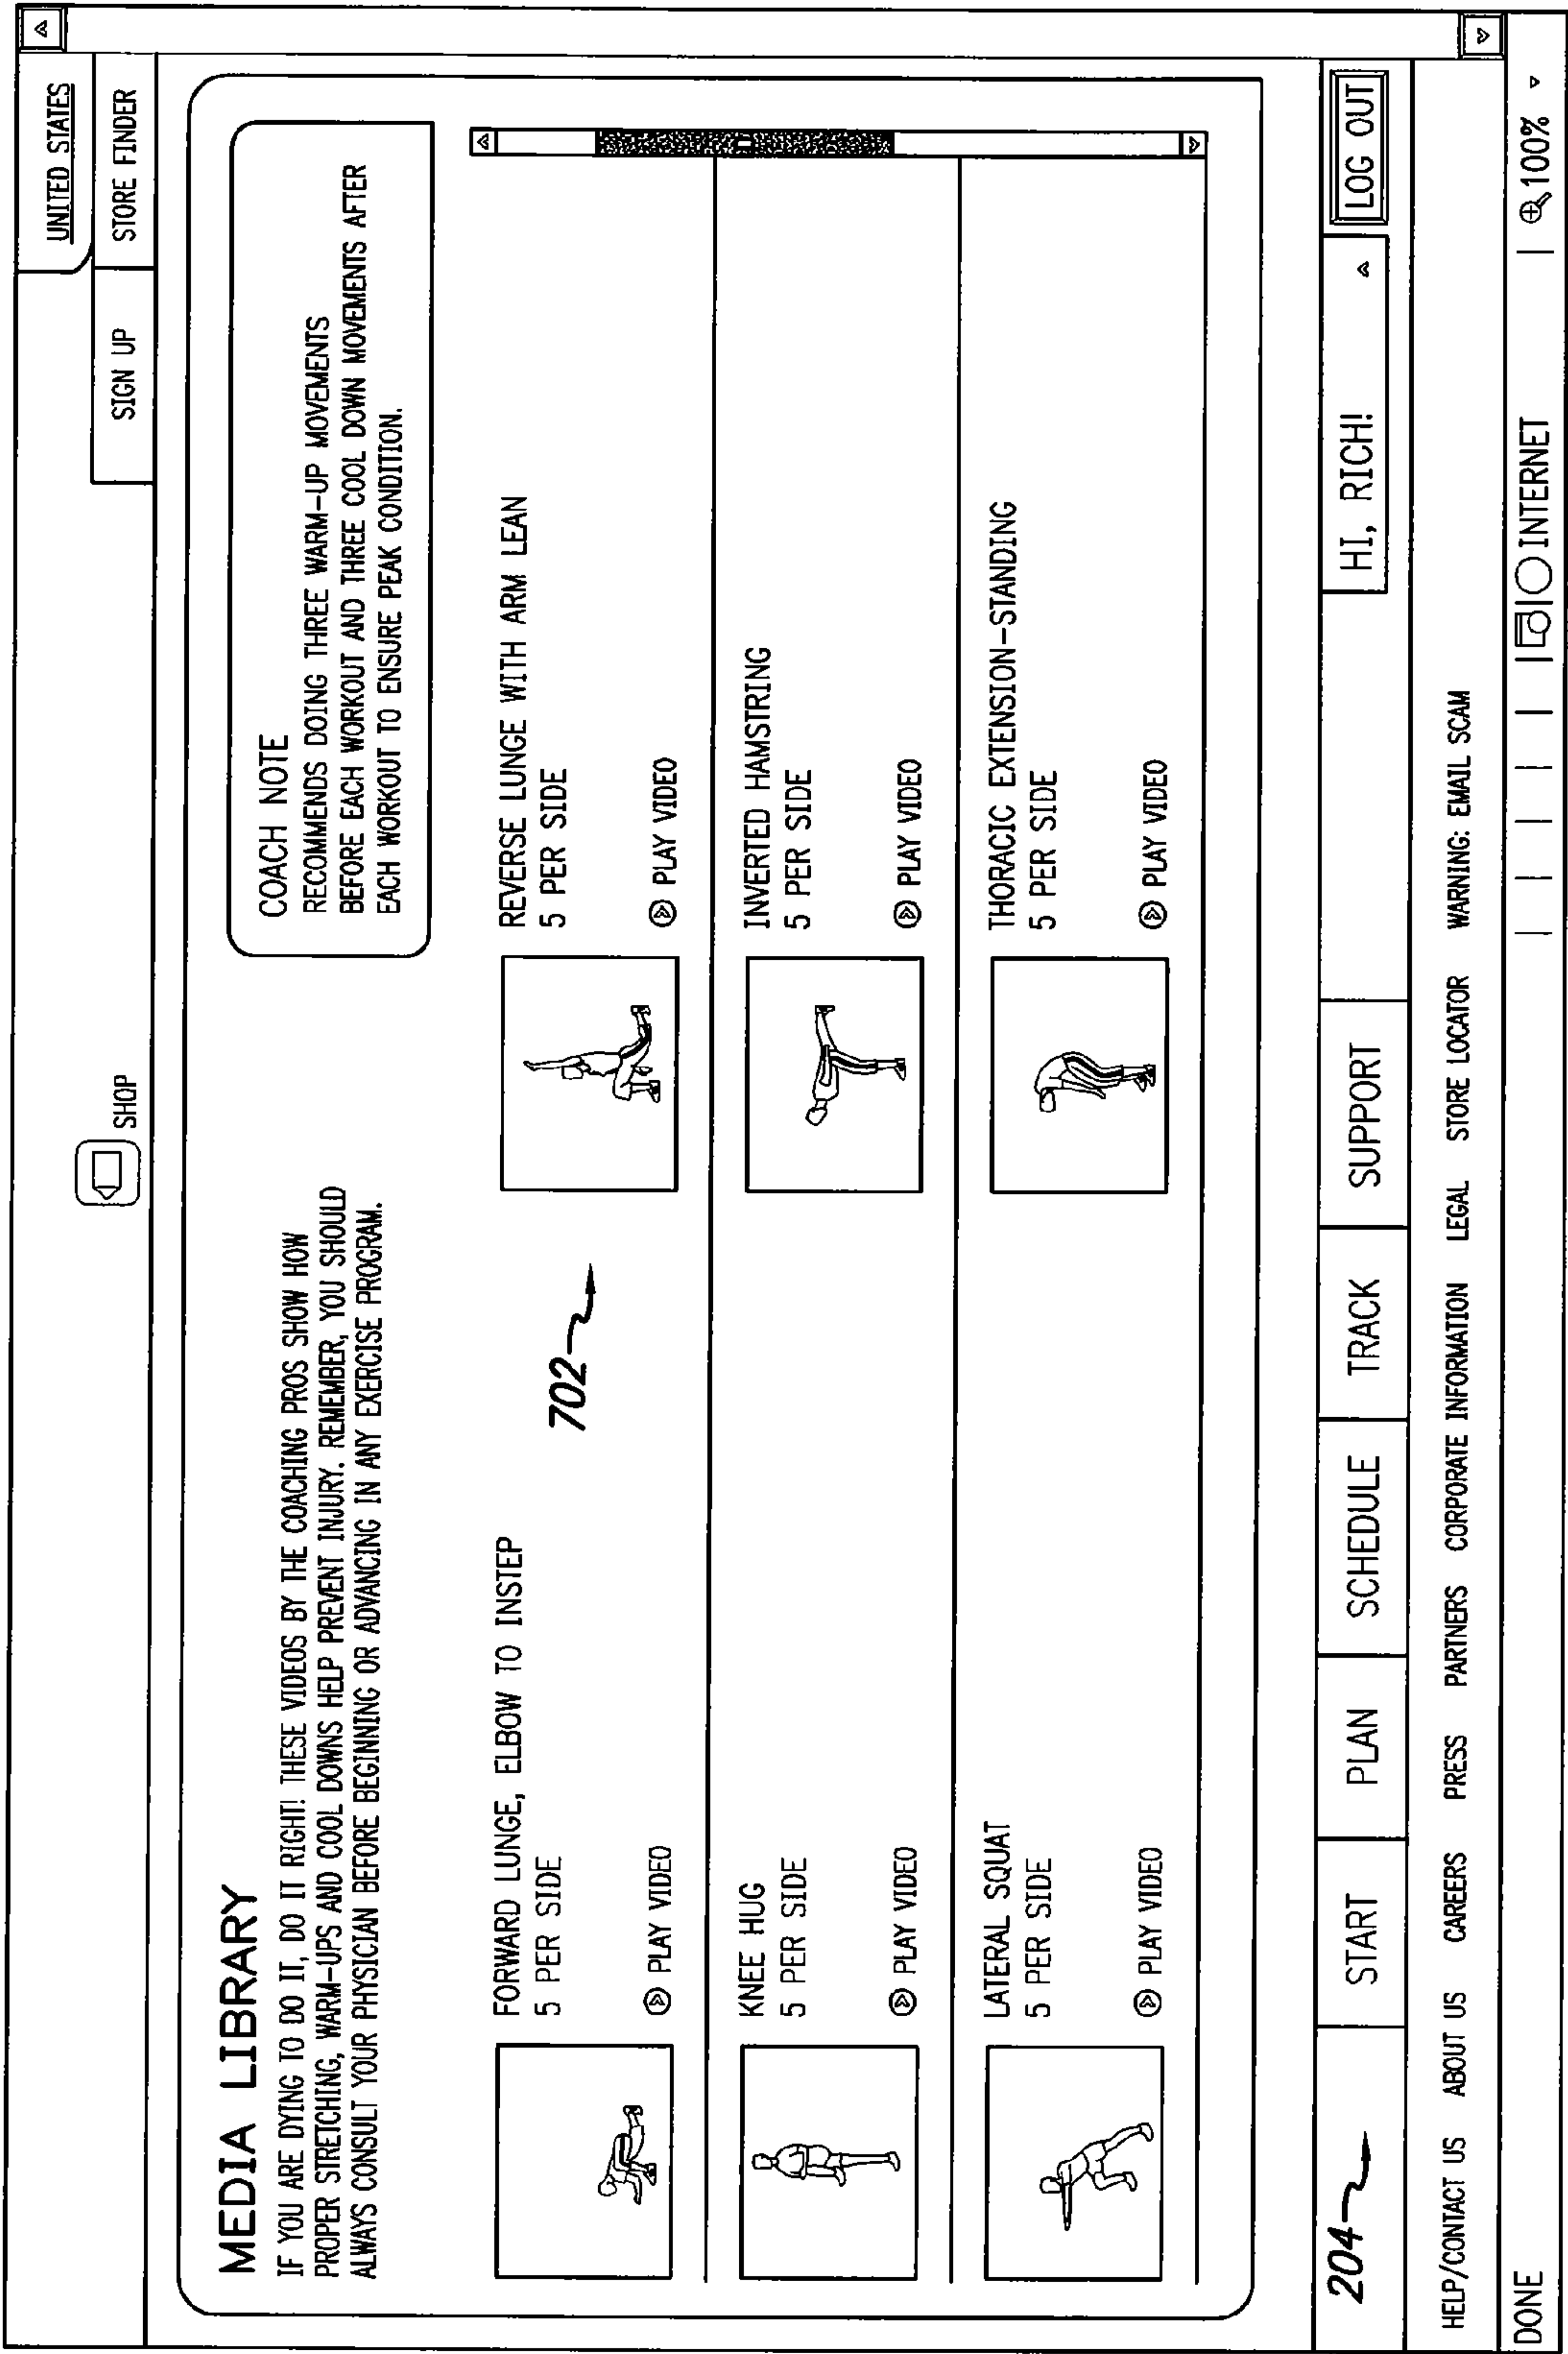 UNITED STATES
SHOP
SIGN UP
STORE FINDER
MEDIA LIBRARY
IF YOU ARE DYING TO DO IT, DO IT RIGHT! THESE VIDEOS BY THE COACHING PROS SHOW HOW
PROPER STRETCHING, WARM-UPS AND COOL DOWNS HELP PREVENT INJURY. REMEMBER, YOU SHOULD
ALWAYS CONSULT YOUR PHYSICIAN BEFORE BEGINNING OR ADVANCING IN ANY EXERCISE PROGRAM.
COACH NOTE
RECOMMENDS DOING THREE WARM-UP MOVEMENTS
BEFORE EACH WORKOUT AND THREE COOL DOWN MOVEMENTS AFTER
EACH WORKOUT TO ENSURE PEAK CONDITION.
FORWARD LUNGE, ELBOW TO INSTEP
5 PER SIDE
PLAY VIDEO
702
REVERSE LUNGE WITH ARM LEAN
5 PER SIDE
PLAY VIDEO
KNEE HUG
5 PER SIDE
PLAY VIDEO
INVERTED HAMSTRING
5 PER SIDE
PLAY VIDEO
LATERAL SQUAT
5 PER SIDE
PLAY VIDEO
THORACIC EXTENSION-STANDING
5 PER SIDE
PLAY VIDEO
204
START PLAN SCHEDULE TRACK SUPPORT HI, RICH! LOG OUT
HELP/CONTACT US ABOUT US CAREERS PRESS PARTNERS CORPORATE INFORMATION LEGAL STORE LOCATOR WARNING: EMAIL SCAM
DONE INTERNET 100%